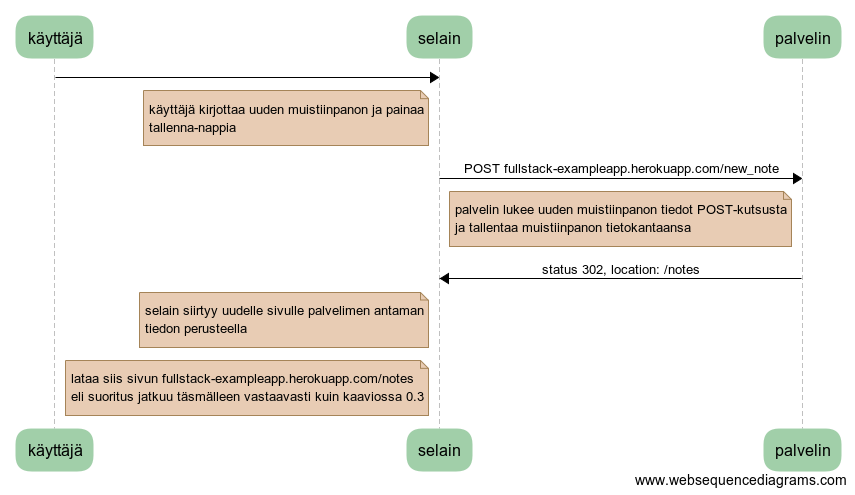 käyttäjä
selain
palvelin
käyttäjä kirjottaa uuden muistiinpanon ja painaa
tallenna-nappia
POST fullstack-exampleapp.herokuapp.com/new_note
palvelin lukee uuden muistiinpanon tiedot POST-kutsusta
ja tallentaa muistiinpanon tietokantaansa
status 302, location: /notes
selain siirtyy uudelle sivulle palvelimen antaman
tiedon perusteella
lataa siis sivun fullstack-exampleapp.herokuapp.com/notes
eli suoritus jatkuu täsmälleen vastaavasti kuin kaaviossa 0.3
käyttäjä
selain
palvelin
www.websequencediagrams.com